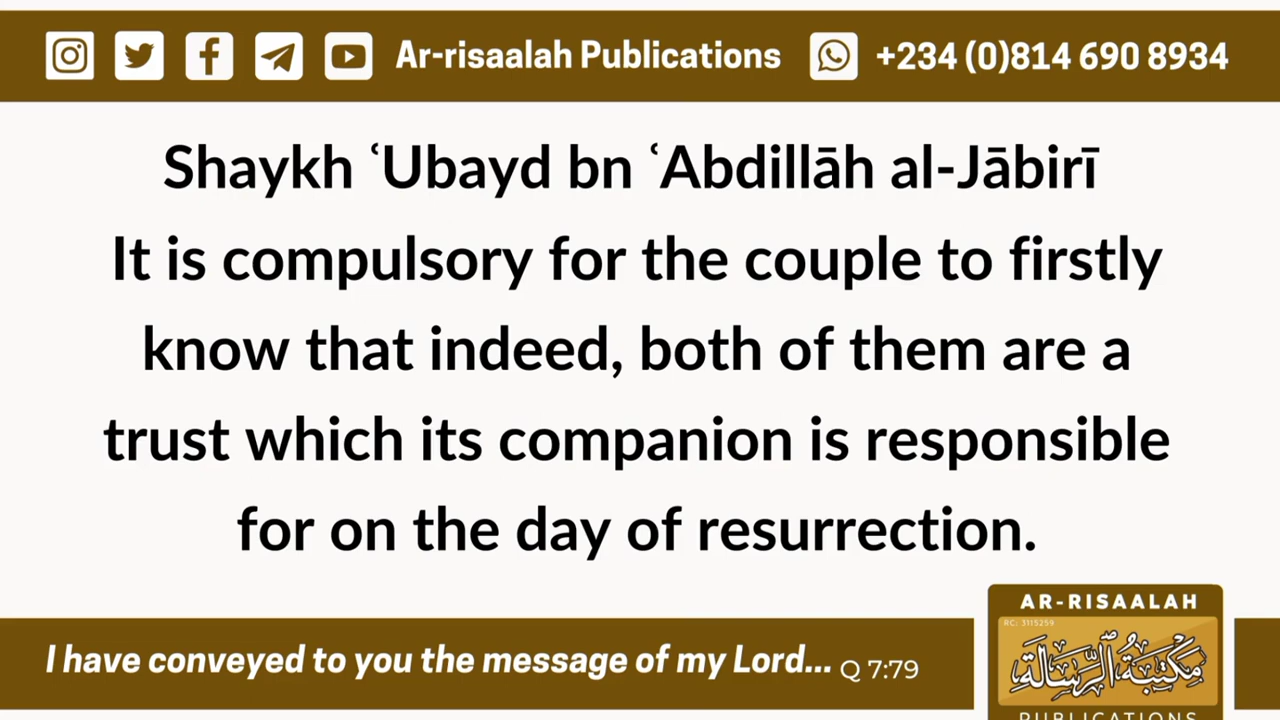 Ar-risaalah Publications +234 (0)814 690 8934
Shaykh ʿUbayd bn ʿAbdillāh al-Jābirī
It is compulsory for the couple to firstly
know that indeed, both of them are a
trust which its companion is responsible
for on the day of resurrection.
I have conveyed to you the message of my Lord... Q 7:79
AR-RISAALAH
RC: 3115259
مكتبة الرسالة
PUBLICATIONS